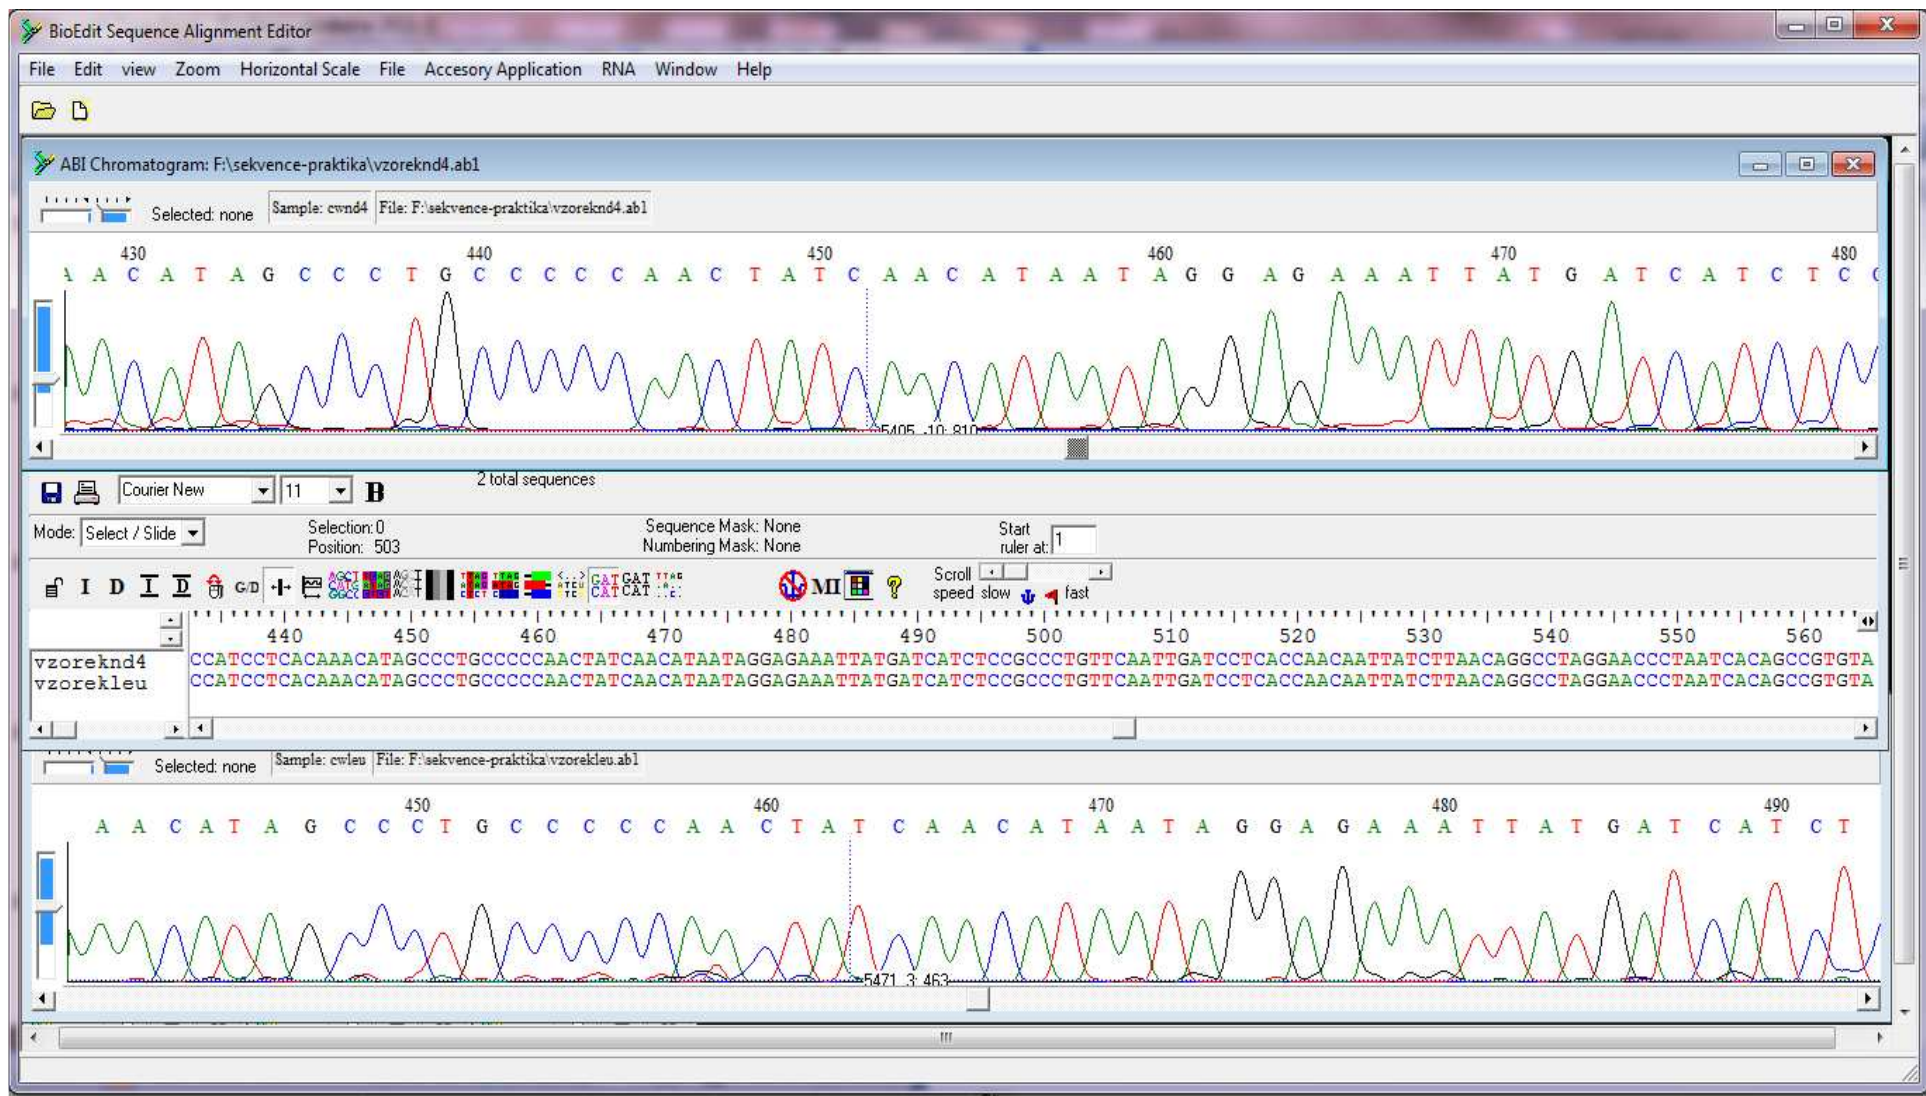 BioEdit Sequence Alignment Editor
File Edit view Zoom Horizontal Scale File Accesory Application RNA Window Help
ABI Chromatogram: F:\sekvence-praktika\vzoreknd4.ab1
Selected: none Sample: cwnd4 File: F:\sekvence-praktika\vzoreknd4.ab1
430 440 450 460 470 480
A A C A T A G C C C T G C C C C C A A C T A T C A A C A T A A T A G G A G A A A T T A T G A T C A T C T C C
5405 -10: 810
Courier New 11 B 2 total sequences
Mode: Select / Slide Selection: 0 Sequence Mask: None Start
Position: 503 Numbering Mask: None ruler at: 1
I D I D G/D MI ? Scroll
speed slow fast
440 450 460 470 480 490 500 510 520 530 540 550 560
vzoreknd4 CCATCCTCACAAACATAGCCCTGCCCCCAACTATCAACATAATAGGAGAAATTATGATCATCTCCGCCCTGTTCAATTGATCCTCACCAACAATTATCTTAACAGGCCTAGGAACCCTAATCACAGCCGTGTA
vzorekleu CCATCCTCACAAACATAGCCCTGCCCCCAACTATCAACATAATAGGAGAAATTATGATCATCTCCGCCCTGTTCAATTGATCCTCACCAACAATTATCTTAACAGGCCTAGGAACCCTAATCACAGCCGTGTA
Selected: none Sample: cwleu File: F:\sekvence-praktika\vzorekleu.ab1
450 460 470 480 490
A A C A T A G C C C T G C C C C C A A C T A T C A A C A T A A T A G G A G A A A T T A T G A T C A T C T
5471 3: 463